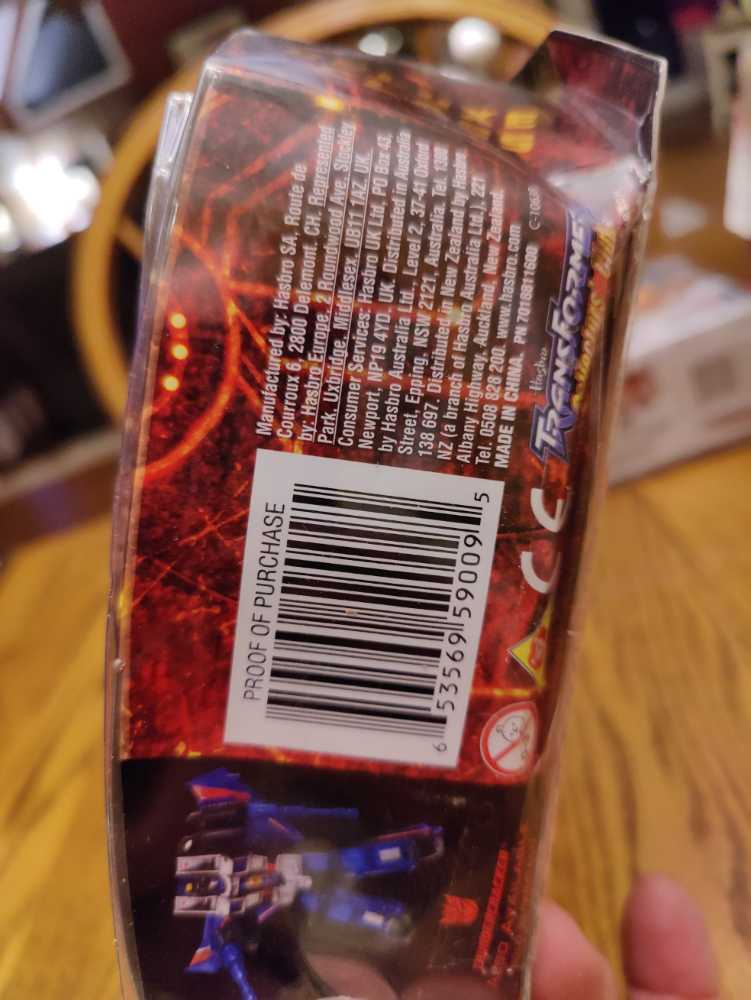 Manufactured by: Hasbro SA, Route de
Courroux 6, 2800 Delemont, CH. Represented
by: Hasbro Europe, 2 Roundwood Ave, Stockley
Park, Uxbridge, Middlesex, UB11 1AZ, UK.
Consumer Services: Hasbro UK Ltd, PO Box 43,
Newport, NP19 4YD, UK. Distributed in Australia
by Hasbro Australia Ltd., Level 2, 37-41 Oxford
Street, Epping, NSW 2121, Australia. Tel. 1300
138 697. Distributed in New Zealand by Hasbro
NZ (a branch of Hasbro Australia Ltd.), 221
Albany Highway, Auckland, New Zealand.
Tel. 0508 828 200. www.hasbro.com
MADE IN CHINA.
PROOF OF PURCHASE
6 53569 59009 5
Hasbro
TRANSFORMERS
CE